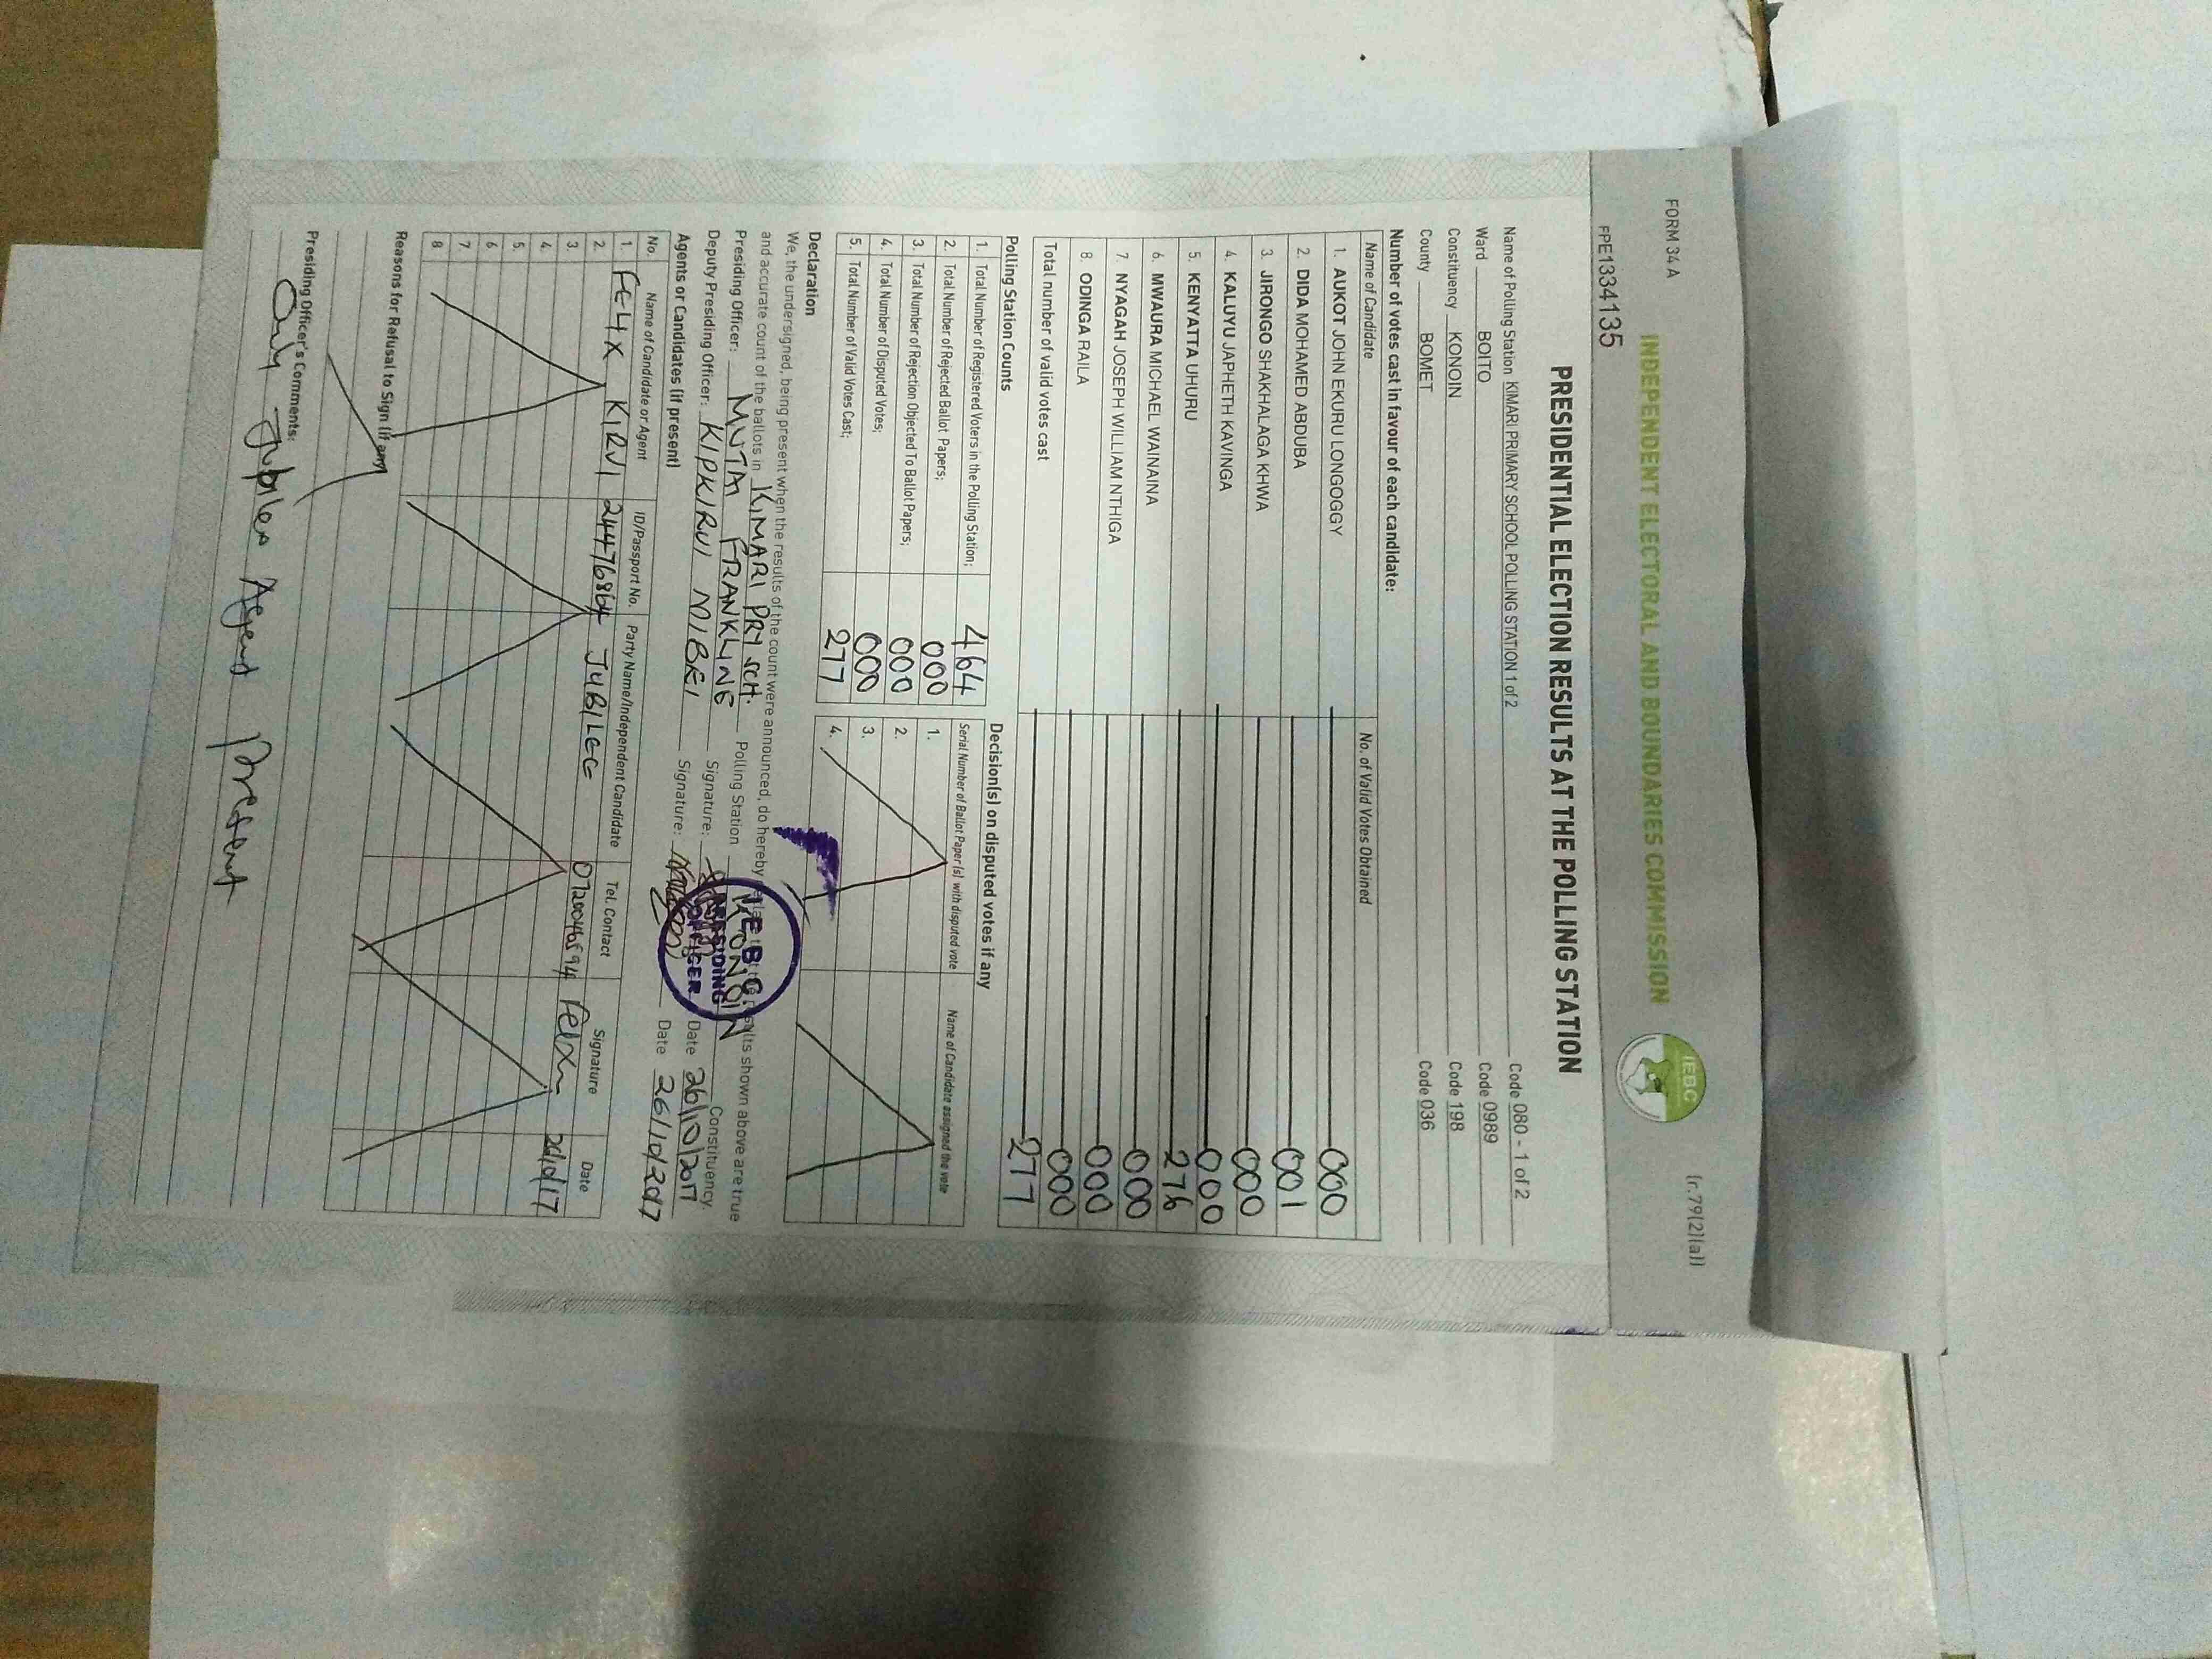 FORM 34 A
(r.79(2)(a))
INDEPENDENT ELECTORAL AND BOUNDARIES COMMISSION
IEBC
FPE1334135
PRESIDENTIAL ELECTION RESULTS AT THE POLLING STATION
Name of Polling Station KIMARI PRIMARY SCHOOL POLLING STATION 1 of 2 Code 080 - 1 of 2
Ward BOITO Code 0989
Constituency KONOIN Code 198
County BOMET Code 036
Number of votes cast in favour of each candidate:
Name of Candidate No. of Valid Votes Obtained
1. AUKOT JOHN EKURU LONGOGGY 000
2. DIDA MOHAMED ABDUBA 001
3. JIRONGO SHAKHALAGA KHWA 000
4. KALUYU JAPHETH KAVINGA 000
5. KENYATTA UHURU 276
6. MWAURA MICHAEL WAINAINA 000
7. NYAGAH JOSEPH WILLIAM NTHIGA 000
8. ODINGA RAILA 000
Total number of valid votes cast 277
Polling Station Counts
1. Total Number of Registered Voters in the Polling Station; 464
2. Total Number of Rejected Ballot Papers; 000
3. Total Number of Rejection Objected To Ballot Papers; 000
4. Total Number of Disputed Votes; 000
5. Total Number of Valid Votes Cast; 277
Decision(s) on disputed votes if any
Serial Number of Ballot Paper(s) with disputed vote Name of Candidate assigned the vote
1.
2.
3.
4.
Declaration
We, the undersigned, being present when the results of the count were announced, do hereby declare that the results shown above are true
and accurate count of the ballots in KIMARI PRY SCH. Polling Station KONOIN Constituency.
Presiding Officer: MUTAI FRANKLINE Signature: Date 26/10/2017
Deputy Presiding Officer: KIPKIRUI MIBEI Signature: Date 26/10/2017
I.E.B.C.
PRESIDING
OFFICER
Agents or Candidates (if present)
No. Name of Candidate or Agent ID/Passport No. Party Name/Independent Candidate Tel. Contact Signature Date
1. FELIX KIRUI 24476864 JUBILEE Felix
2.
3.
4.
5.
6.
7.
8
Reasons for Refusal to Sign (if any)
Presiding Officer's Comments:
Only Jubilee Agent present